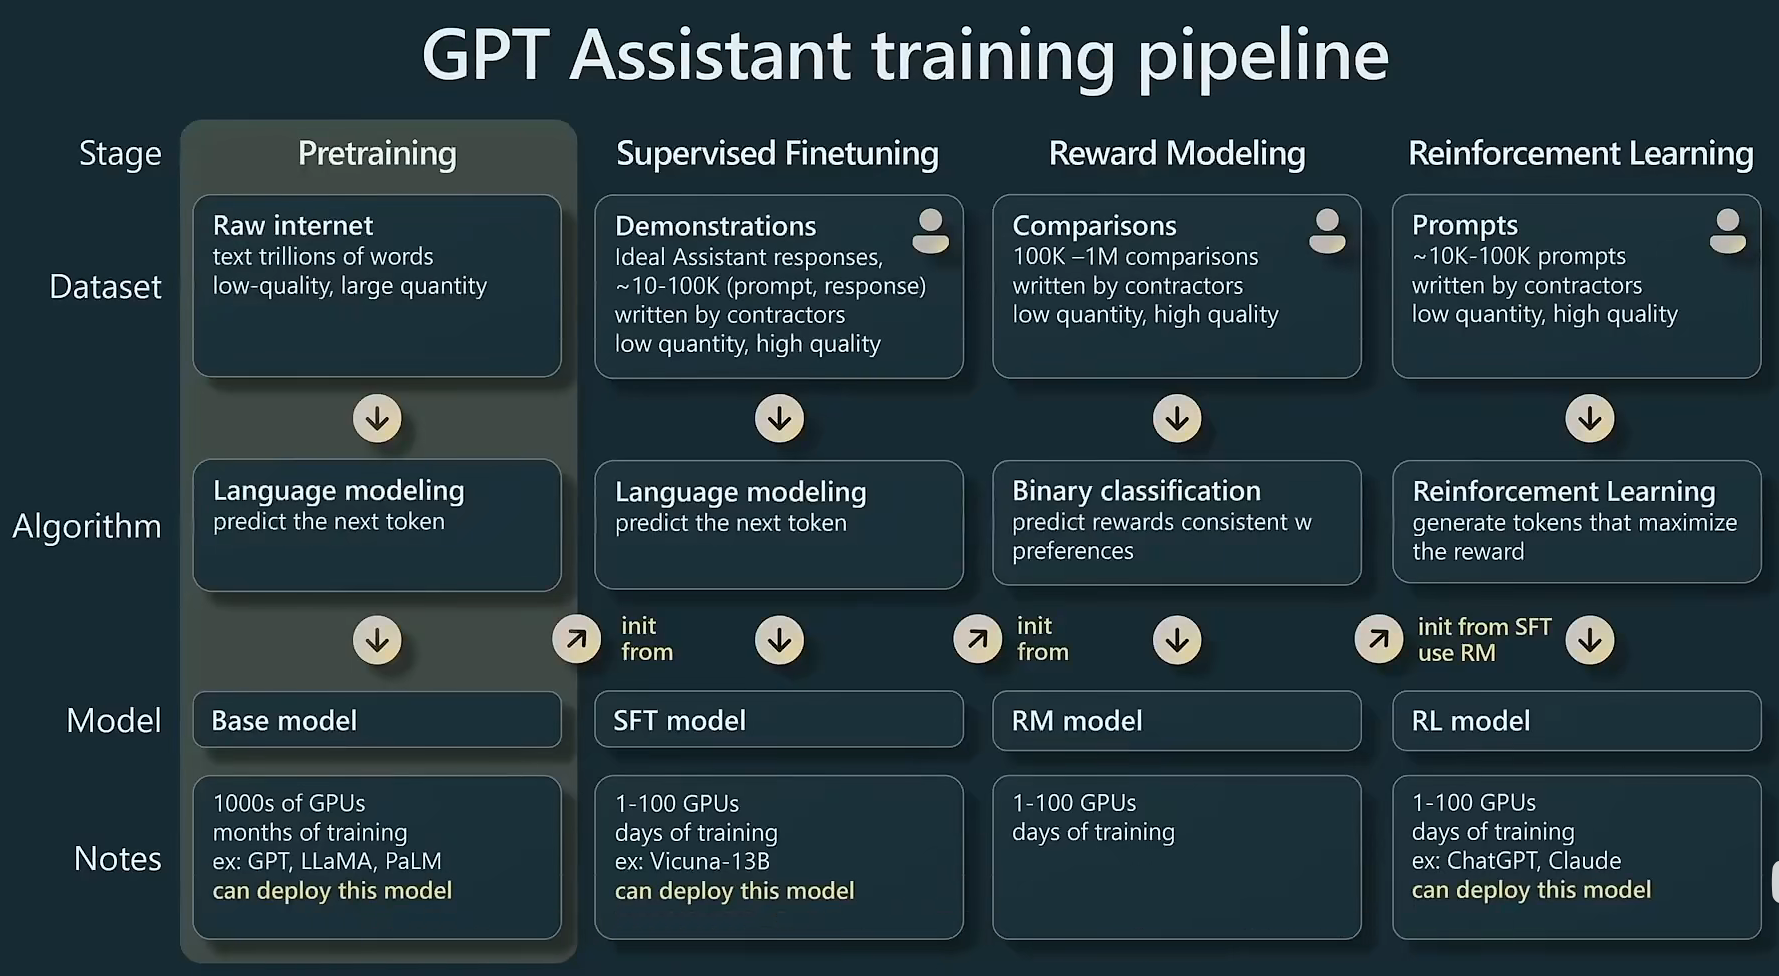 GPT Assistant training pipeline
Stage
Pretraining
Supervised Finetuning
Reward Modeling
Reinforcement Learning
Dataset
Raw internet
text trillions of words
low-quality, large quantity
Demonstrations
Ideal Assistant responses,
~10-100K (prompt, response)
written by contractors
low quantity, high quality
Comparisons
100K –1M comparisons
written by contractors
low quantity, high quality
Prompts
~10K-100K prompts
written by contractors
low quantity, high quality
Algorithm
Language modeling
predict the next token
Language modeling
predict the next token
Binary classification
predict rewards consistent w
preferences
Reinforcement Learning
generate tokens that maximize
the reward
init
from
init
from
init from SFT
use RM
Model
Base model
SFT model
RM model
RL model
Notes
1000s of GPUs
months of training
ex: GPT, LLaMA, PaLM
can deploy this model
1-100 GPUs
days of training
ex: Vicuna-13B
can deploy this model
1-100 GPUs
days of training
1-100 GPUs
days of training
ex: ChatGPT, Claude
can deploy this model